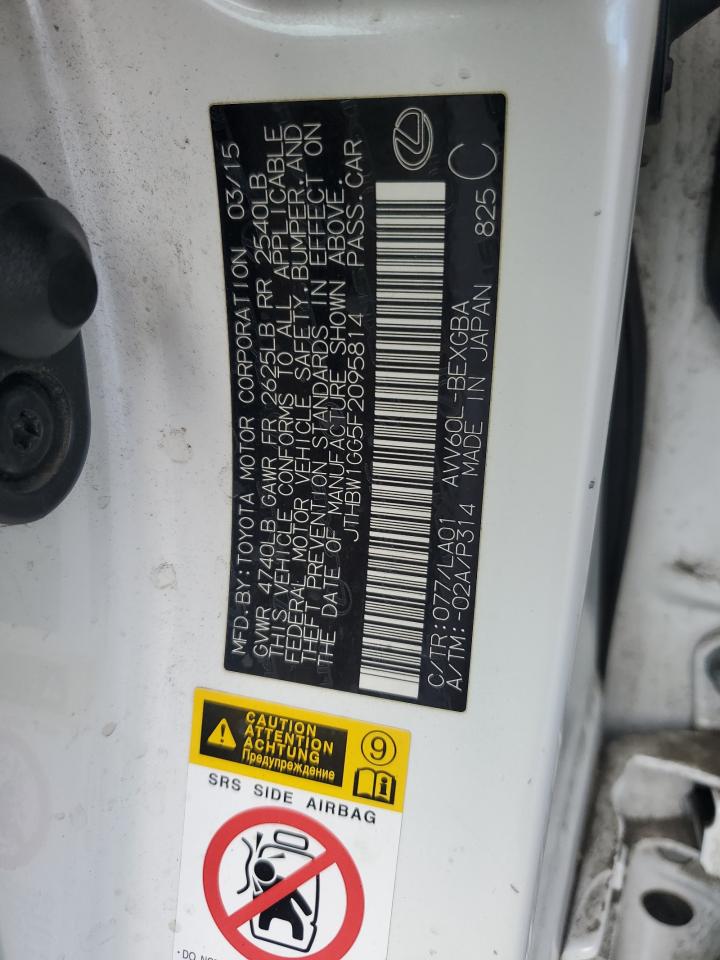 MFD.BY:TOYOTA MOTOR CORPORATION 03/15
GVWR 4740LB GAWR FR 2625LB RR 2540LB
THIS VEHICLE CONFORMS TO ALL APPLICABLE
FEDERAL MOTOR VEHICLE SAFETY,BUMPER,AND
THEFT PREVENTION STANDARDS IN EFFECT ON
THE DATE OF MANUFACTURE SHOWN ABOVE.
JTHBW1GG5F2095814 PASS.CAR
C/TR:077/LA01 AVV60L-BEXGBA 825 C
A/TM:-02A/P314 MADE IN JAPAN
CAUTION
ATTENTION
ACHTUNG
Предупреждение
9
SRS SIDE AIRBAG